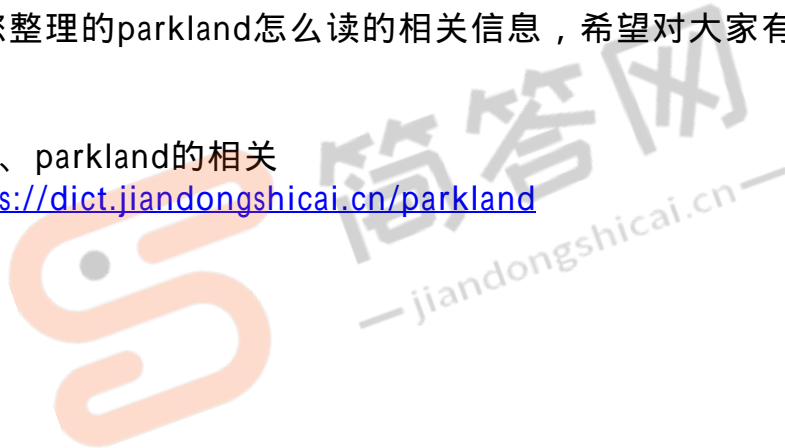 您整理的parkland怎么读的相关信息，希望对大家有
、parkland的相关
s://dict.jiandongshicai.cn/parkland
简答网
jiandongshicai.cn